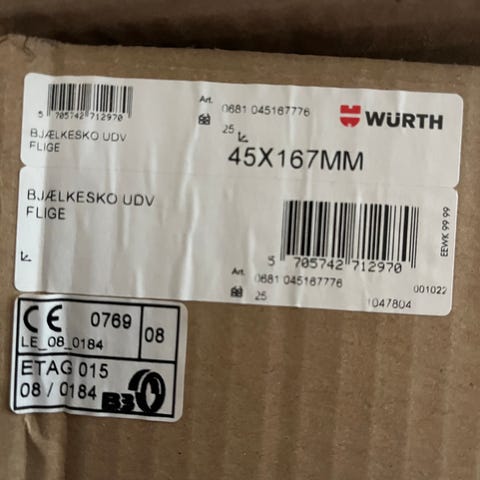 5 705742 712970
BJÆLKESKO UDV
FLIGE
Art. 0681 045167776
25
WÜRTH
45X167MM
BJÆLKESKO UDV
FLIGE
5 705742 712970
EEWK 99 99
Art. 0681 045167776
25
001022
1047804
CE 0769 08
LE_08_0184
ETAG 015
08 / 0184